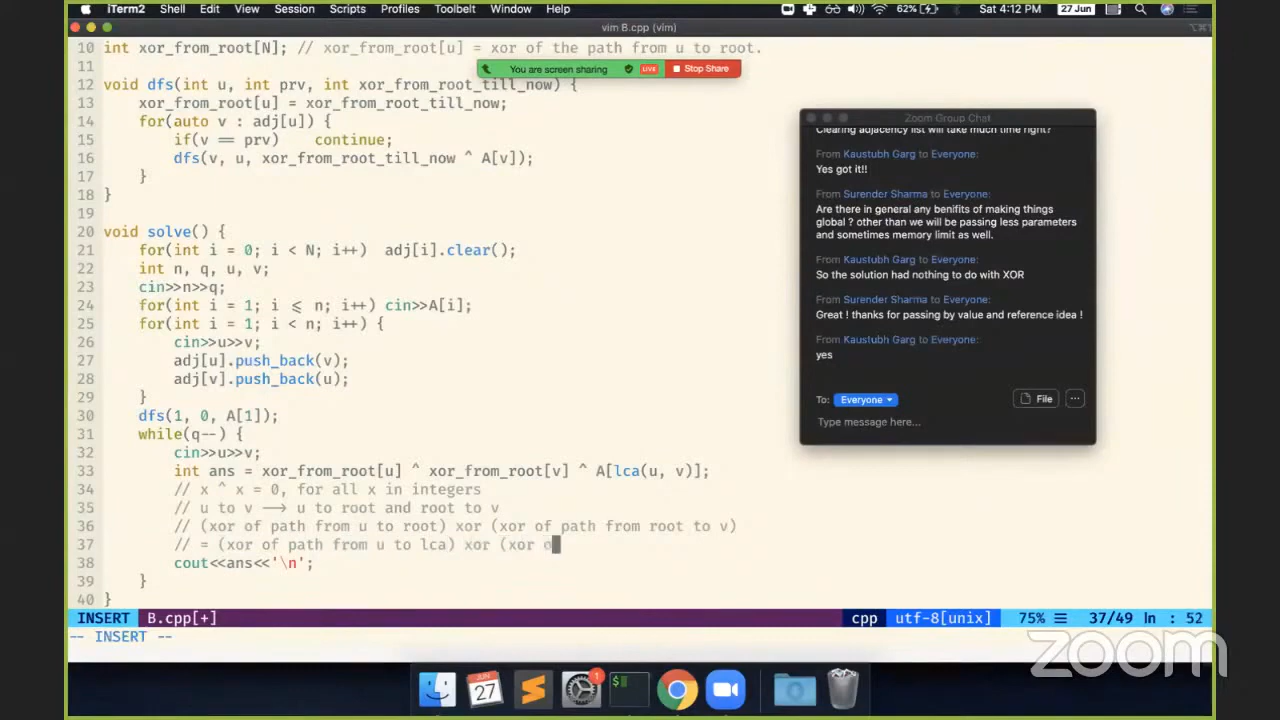 iTerm2 Shell Edit View Session Scripts Profiles Toolbelt Window Help 62% Sat 4:12 PM 27 Jun
vim B.cpp (vim)
You are screen sharing LIVE Stop Share
10 int xor_from_root[N]; // xor_from_root[u] = xor of the path from u to root.
11
12 void dfs(int u, int prv, int xor_from_root_till_now) {
13 xor_from_root[u] = xor_from_root_till_now;
14 for(auto v : adj[u]) {
15 if(v == prv) continue;
16 dfs(v, u, xor_from_root_till_now ^ A[v]);
17 }
18 }
19
20 void solve() {
21 for(int i = 0; i < N; i++) adj[i].clear();
22 int n, q, u, v;
23 cin>>n>>q;
24 for(int i = 1; i <= n; i++) cin>>A[i];
25 for(int i = 1; i < n; i++) {
26 cin>>u>>v;
27 adj[u].push_back(v);
28 adj[v].push_back(u);
29 }
30 dfs(1, 0, A[1]);
31 while(q--) {
32 cin>>u>>v;
33 int ans = xor_from_root[u] ^ xor_from_root[v] ^ A[lca(u, v)];
34 // x ^ x = 0, for all x in integers
35 // u to v --> u to root and root to v
36 // (xor of path from u to root) xor (xor of path from root to v)
37 // = (xor of path from u to lca) xor (xor o
38 cout<<ans<<'\n';
39 }
40 }
INSERT B.cpp[+] cpp utf-8[unix] 75% 37/49 ln : 52
-- INSERT --
Zoom Group Chat
Clearing adjacency list will take much time right?
From Kaustubh Garg to Everyone:
Yes got it!!
From Surender Sharma to Everyone:
Are there in general any benifits of making things
global ? other than we will be passing less parameters
and sometimes memory limit as well.
From Kaustubh Garg to Everyone:
So the solution had nothing to do with XOR
From Surender Sharma to Everyone:
Great ! thanks for passing by value and reference idea !
From Kaustubh Garg to Everyone:
yes
To: Everyone File
Type message here...
JUN
27
1
zoom